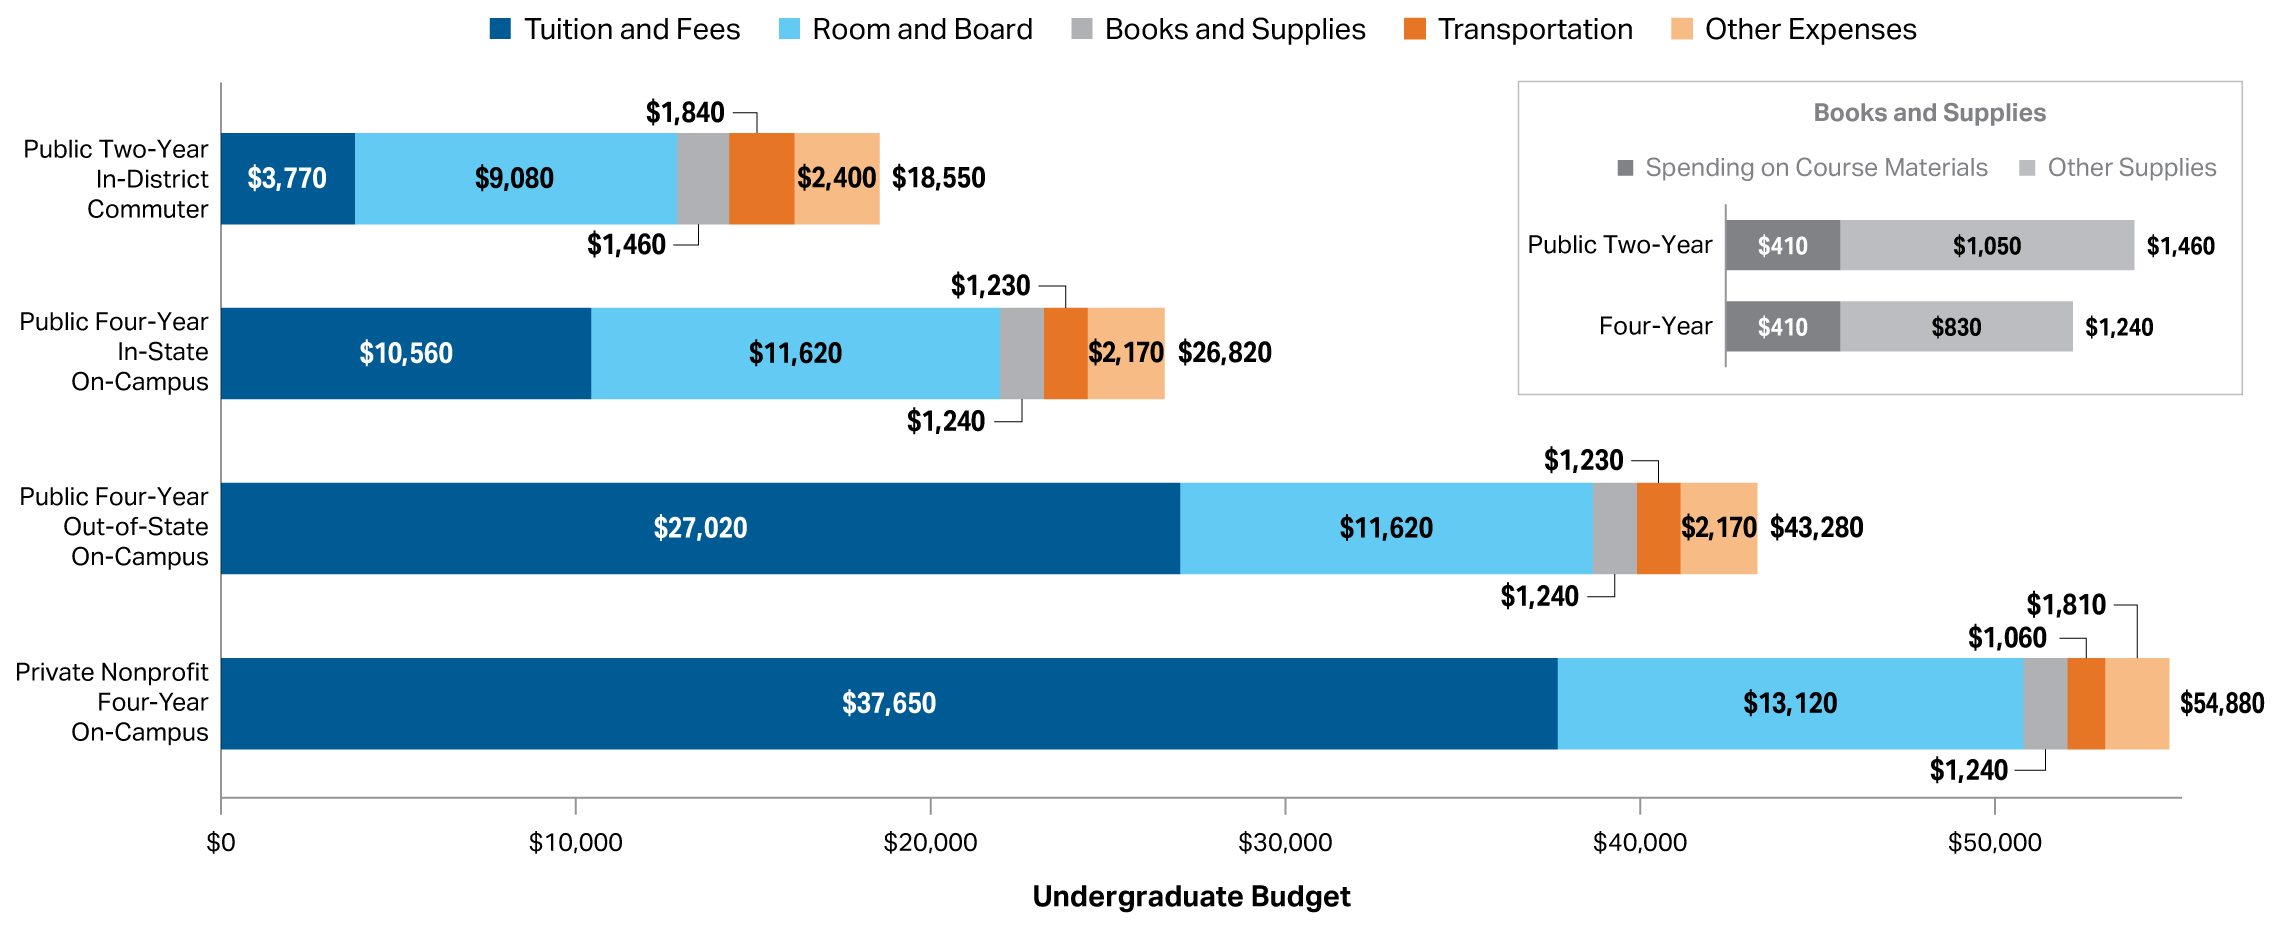 Tuition and Fees Room and Board Books and Supplies Transportation Other Expenses
Public Two-Year
In-District
Commuter
$3,770 $9,080 $1,460 $1,840 $2,400 $18,550
Public Four-Year
In-State
On-Campus
$10,560 $11,620 $1,240 $1,230 $2,170 $26,820
Public Four-Year
Out-of-State
On-Campus
$27,020 $11,620 $1,240 $1,230 $2,170 $43,280
Private Nonprofit
Four-Year
On-Campus
$37,650 $13,120 $1,240 $1,060 $1,810 $54,880
$0 $10,000 $20,000 $30,000 $40,000 $50,000
Undergraduate Budget
Books and Supplies
Spending on Course Materials Other Supplies
Public Two-Year $410 $1,050 $1,460
Four-Year $410 $830 $1,240